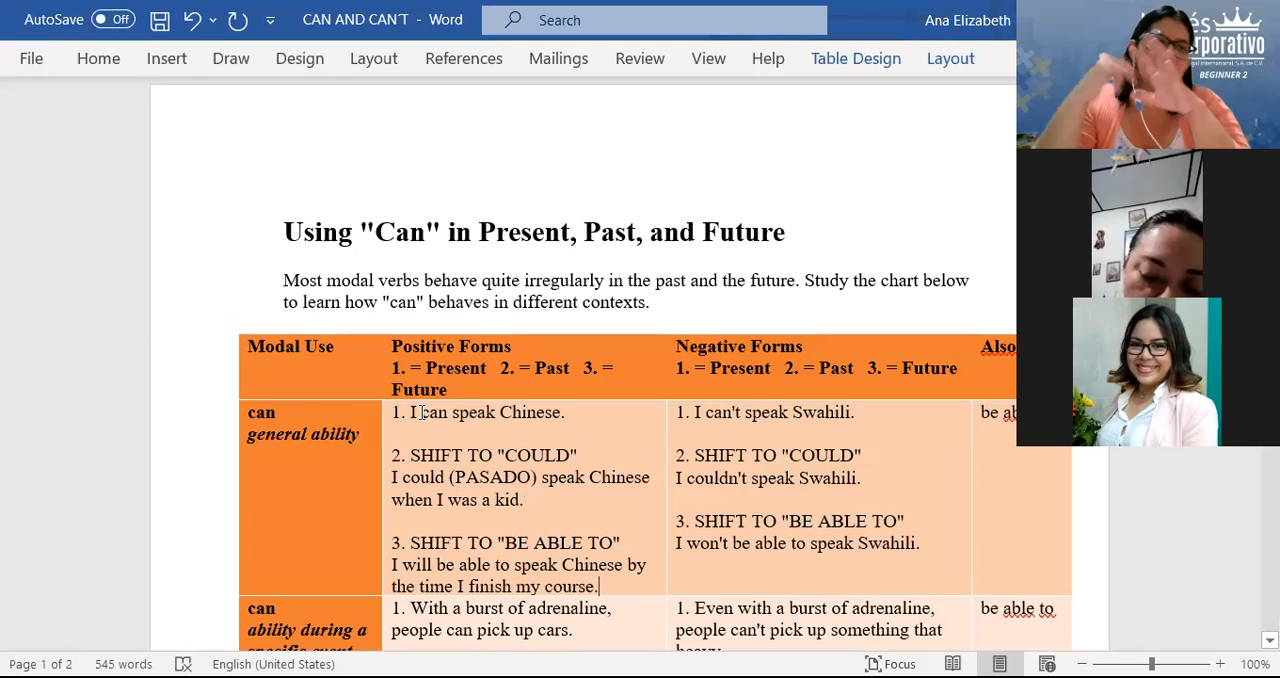 AutoSave Off CAN AND CAN´T - Word Search Ana Elizabeth
File Home Insert Draw Design Layout References Mailings Review View Help Table Design Layout
és
rporativo
BEGINNER 2
Using "Can" in Present, Past, and Future
Most modal verbs behave quite irregularly in the past and the future. Study the chart below
to learn how "can" behaves in different contexts.
Modal Use
Positive Forms
1. = Present 2. = Past 3. =
Future
Negative Forms
1. = Present 2. = Past 3. = Future
Also
can
general ability
1. I can speak Chinese.
2. SHIFT TO "COULD"
I could (PASADO) speak Chinese
when I was a kid.
3. SHIFT TO "BE ABLE TO"
I will be able to speak Chinese by
the time I finish my course.
1. I can't speak Swahili.
2. SHIFT TO "COULD"
I couldn't speak Swahili.
3. SHIFT TO "BE ABLE TO"
I won't be able to speak Swahili.
be ab
can
ability during a
specific event
1. With a burst of adrenaline,
people can pick up cars.
1. Even with a burst of adrenaline,
people can't pick up something that
heavy.
be able to
Page 1 of 2 545 words English (United States) Focus 100%